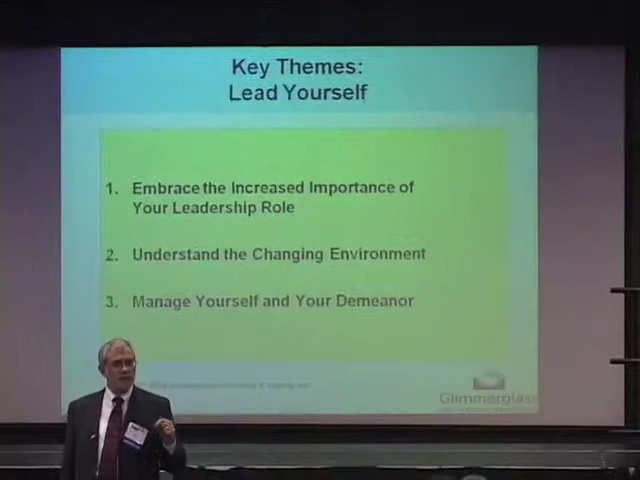 Key Themes:
Lead Yourself
1. Embrace the Increased Importance of
Your Leadership Role
2. Understand the Changing Environment
3. Manage Yourself and Your Demeanor
Glimmerglass